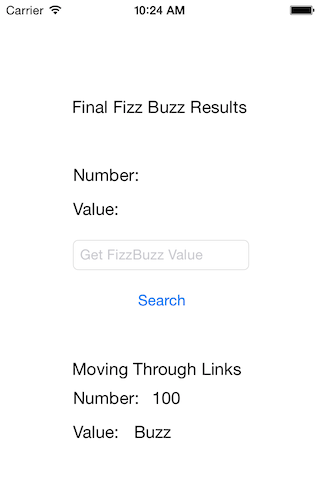 Carrier 10:24 AM
Final Fizz Buzz Results
Number:
Value:
Get FizzBuzz Value
Search
Moving Through Links
Number: 100
Value: Buzz